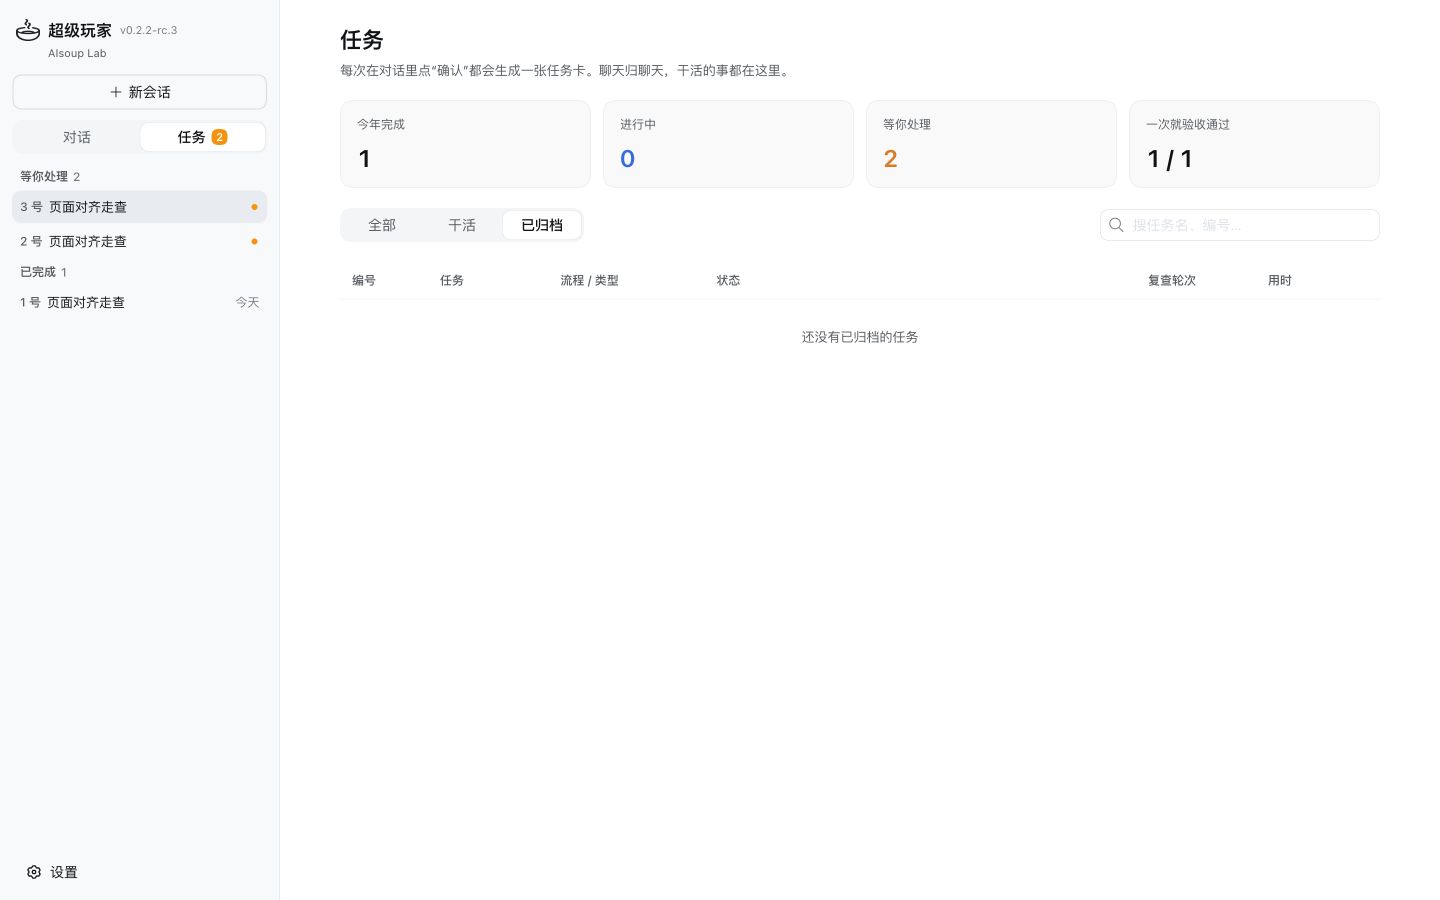 超级玩家 v0.2.2-rc.3
AIsoup Lab
新会话
对话 任务 2
等你处理 2
3 号 页面对齐走查
2 号 页面对齐走查
已完成 1
1 号 页面对齐走查 今天
设置
任务
每次在对话里点“确认”都会生成一张任务卡。聊天归聊天，干活的事都在这里。
今年完成 进行中 等你处理 一次就验收通过
1 0 2 1 / 1
全部 干活 已归档 搜任务名、编号...
编号 任务 流程 / 类型 状态 复查轮次 用时
还没有已归档的任务